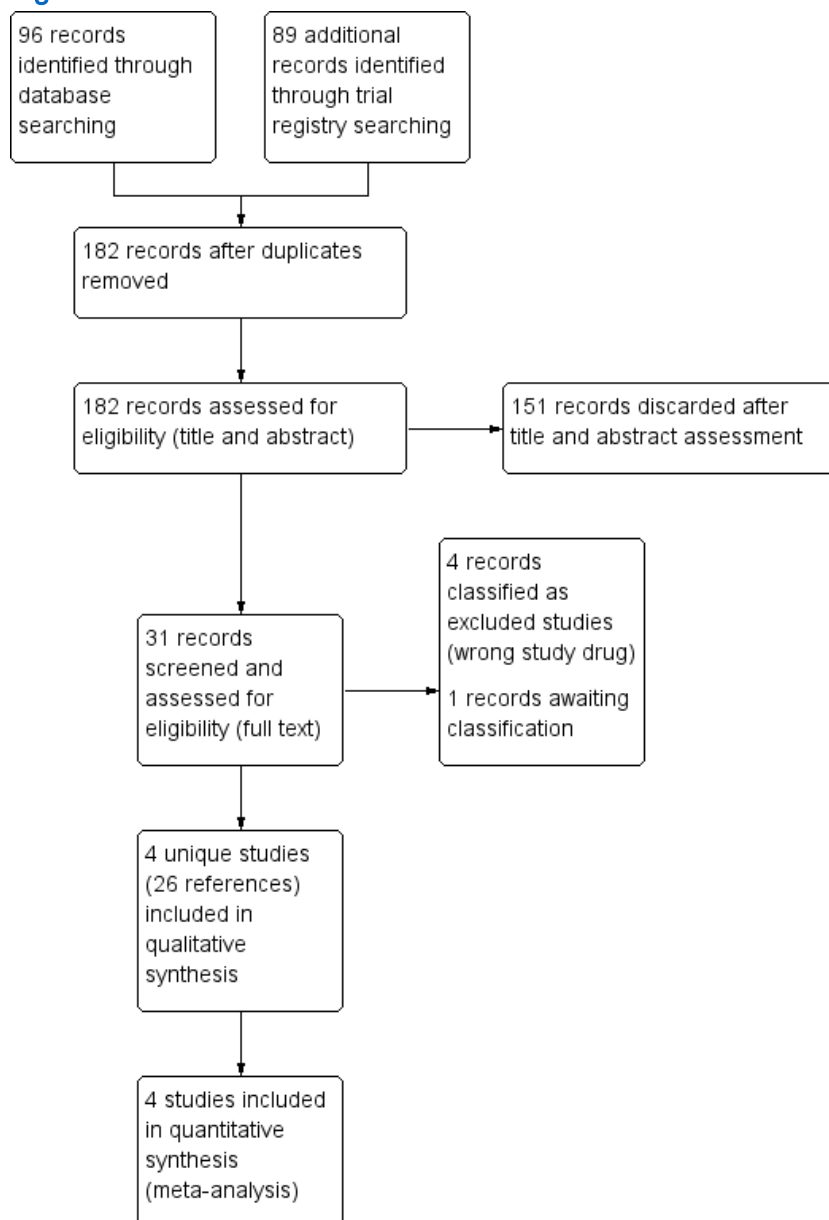 96 records
identified through
database
searching
89 additional
records identified
through trial
registry searching
182 records after duplicates
removed
182 records assessed for
eligibility (title and abstract)
151 records discarded after
title and abstract assessment
31 records
screened and
assessed for
eligibility (full text)
4 records
classified as
excluded studies
(wrong study drug)
1 records awaiting
classification
4 unique studies
(26 references)
included in
qualitative
synthesis
4 studies included
in quantitative
synthesis
(meta-analysis)